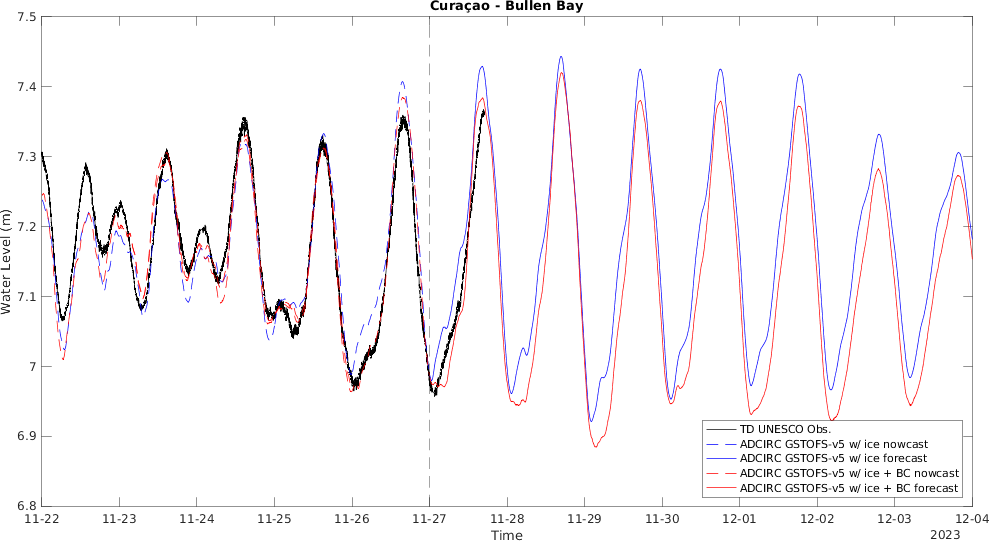 Curaçao - Bullen Bay
7.5
7.4
7.3
7.2
7.1
7
6.9
6.8
Water Level (m)
TD UNESCO Obs.
ADCIRC GSTOFS-v5 w/ ice nowcast
ADCIRC GSTOFS-v5 w/ ice forecast
ADCIRC GSTOFS-v5 w/ ice + BC nowcast
ADCIRC GSTOFS-v5 w/ ice + BC forecast
11-22 11-23 11-24 11-25 11-26 11-27 11-28 11-29 11-30 12-01 12-02 12-03 12-04
Time
2023